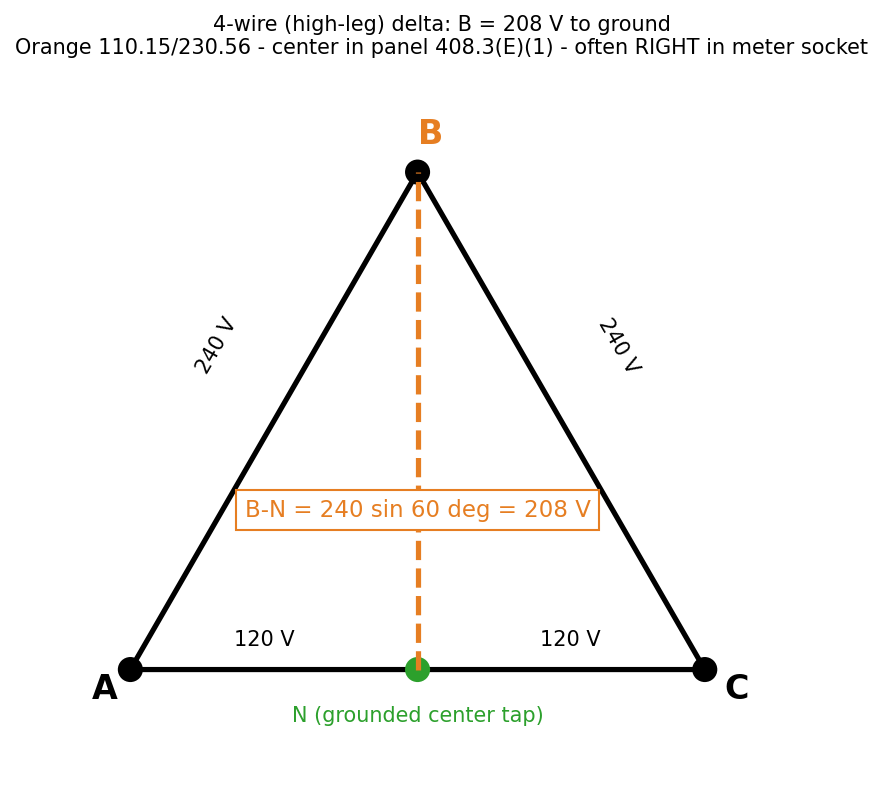 4-wire (high-leg) delta: B = 208 V to ground
Orange 110.15/230.56 - center in panel 408.3(E)(1) - often RIGHT in meter socket
B
240 V
240 V
B-N = 240 sin 60 deg = 208 V
120 V
120 V
A
C
N (grounded center tap)